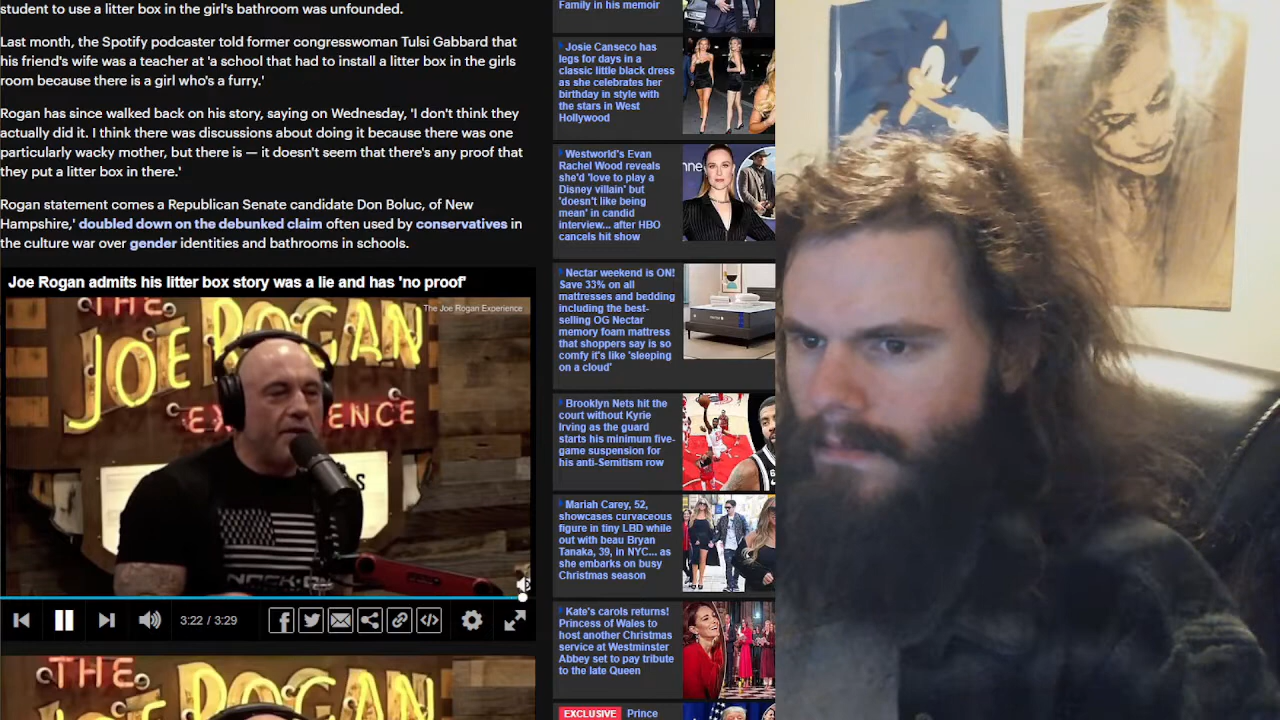 student to use a litter box in the girl's bathroom was unfounded.
Last month, the Spotify podcaster told former congresswoman Tulsi Gabbard that
his friend's wife was a teacher at 'a school that had to install a litter box in the girls
room because there is a girl who's a furry.'
Rogan has since walked back on his story, saying on Wednesday, 'I don't think they
actually did it. I think there was discussions about doing it because there was one
particularly wacky mother, but there is — it doesn't seem that there's any proof that
they put a litter box in there.'
Rogan statement comes a Republican Senate candidate Don Boluc, of New
Hampshire,' doubled down on the debunked claim often used by conservatives in
the culture war over gender identities and bathrooms in schools.
Joe Rogan admits his litter box story was a lie and has 'no proof'
The Joe Rogan Experience
THE
JOE ROGAN
EX ENCE
3:22 / 3:29
THE
ROGAN
Family in his memoir
Josie Canseco has
legs for days in a
classic little black dress
as she celebrates her
birthday in style with
the stars in West
Hollywood
Westworld's Evan
Rachel Wood reveals
she'd 'love to play a
Disney villain' but
'doesn't like being
mean' in candid
interview... after HBO
cancels hit show
Nectar weekend is ON!
Save 33% on all
mattresses and bedding
including the best-
selling OG Nectar
memory foam mattress
that shoppers say is so
comfy it's like 'sleeping
on a cloud'
Brooklyn Nets hit the
court without Kyrie
Irving as the guard
starts his minimum five-
game suspension for
his anti-Semitism row
Mariah Carey, 52,
showcases curvaceous
figure in tiny LBD while
out with beau Bryan
Tanaka, 39, in NYC... as
she embarks on busy
Christmas season
Kate's carols returns!
Princess of Wales to
host another Christmas
service at Westminster
Abbey set to pay tribute
to the late Queen
EXCLUSIVE Prince